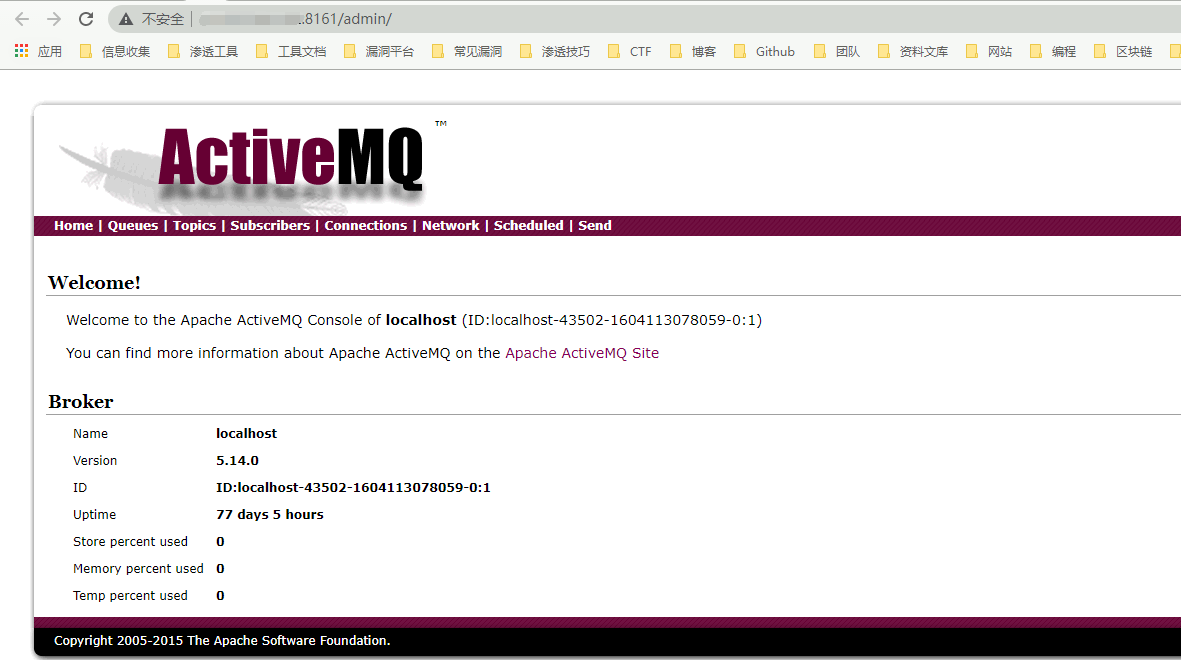 不安全 .8161/admin/
应用 信息收集 渗透工具 工具文档 漏洞平台 常见漏洞 渗透技巧 CTF 博客 Github 团队 资料文库 网站 编程 区块链
ActiveMQ ™
Home | Queues | Topics | Subscribers | Connections | Network | Scheduled | Send
Welcome!
Welcome to the Apache ActiveMQ Console of localhost (ID:localhost-43502-1604113078059-0:1)
You can find more information about Apache ActiveMQ on the Apache ActiveMQ Site
Broker
Name localhost
Version 5.14.0
ID ID:localhost-43502-1604113078059-0:1
Uptime 77 days 5 hours
Store percent used 0
Memory percent used 0
Temp percent used 0
Copyright 2005-2015 The Apache Software Foundation.